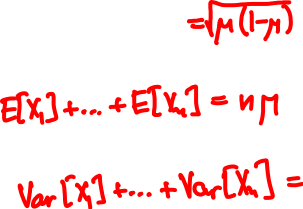 =√μ(1-μ)
E[X₁]+...+E[Xₙ] = nμ
Var[X₁]+...+Var[Xₙ] =